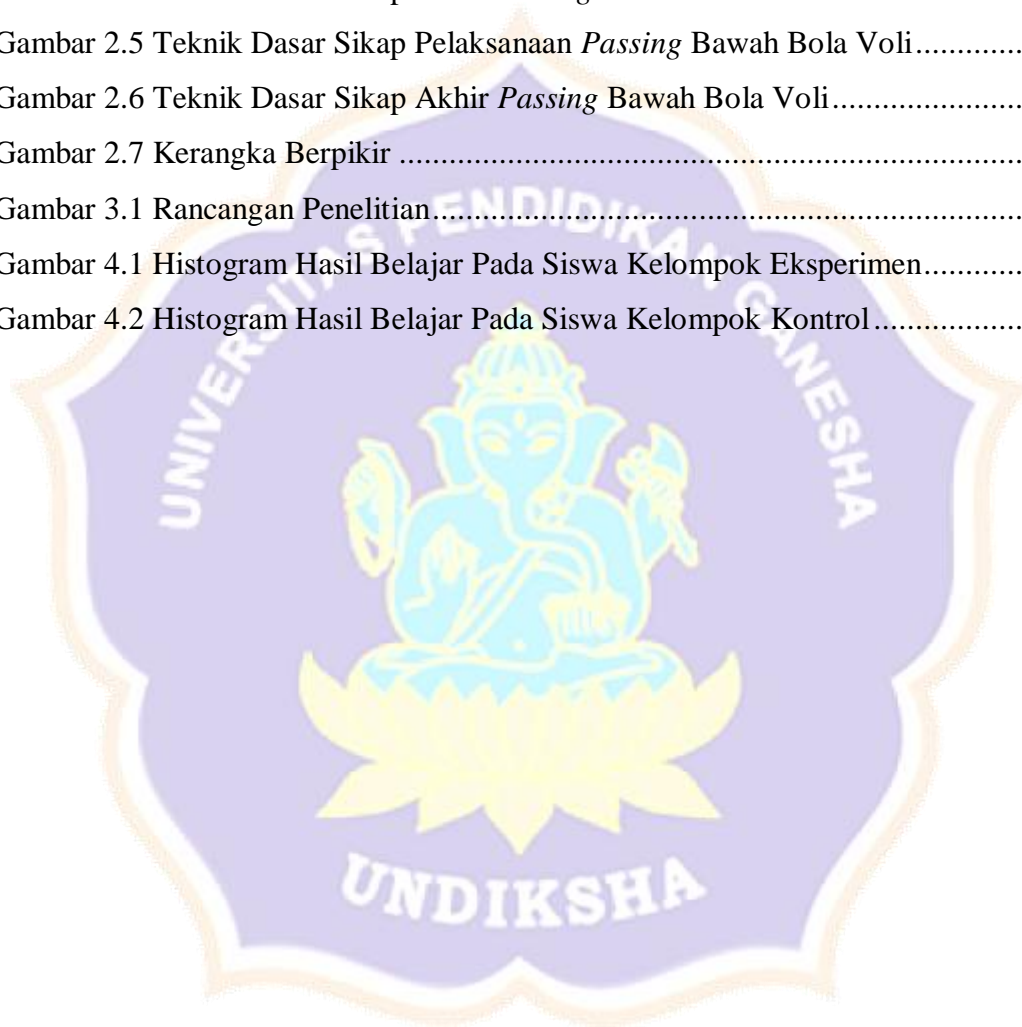 Gambar 2.5 Teknik Dasar Sikap Pelaksanaan Passing Bawah Bola Voli.............
Gambar 2.6 Teknik Dasar Sikap Akhir Passing Bawah Bola Voli.......................
Gambar 2.7 Kerangka Berpikir ...........................................................................
Gambar 3.1 Rancangan Penelitian.......................................................................
Gambar 4.1 Histogram Hasil Belajar Pada Siswa Kelompok Eksperimen............
Gambar 4.2 Histogram Hasil Belajar Pada Siswa Kelompok Kontrol..................
UNIVERSITAS PENDIDIKAN GANESHA
UNDIKSHA